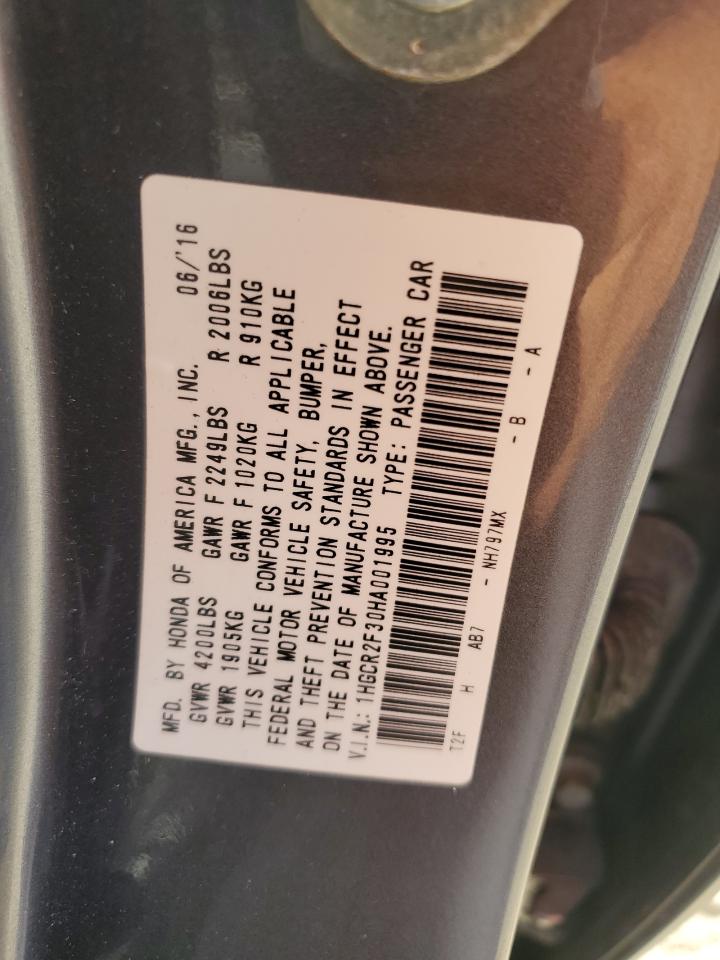 MFD. BY HONDA OF AMERICA MFG., INC. 06/'16
GVWR 4200LBS GAWR F 2249LBS R 2006LBS
GVWR 1905KG GAWR F 1020KG R 910KG
THIS VEHICLE CONFORMS TO ALL APPLICABLE
FEDERAL MOTOR VEHICLE SAFETY, BUMPER,
AND THEFT PREVENTION STANDARDS IN EFFECT
ON THE DATE OF MANUFACTURE SHOWN ABOVE.
V.I.N.: 1HGCR2F30HA001995 TYPE: PASSENGER CAR
T2F H AB7 - NH797MX - B - A